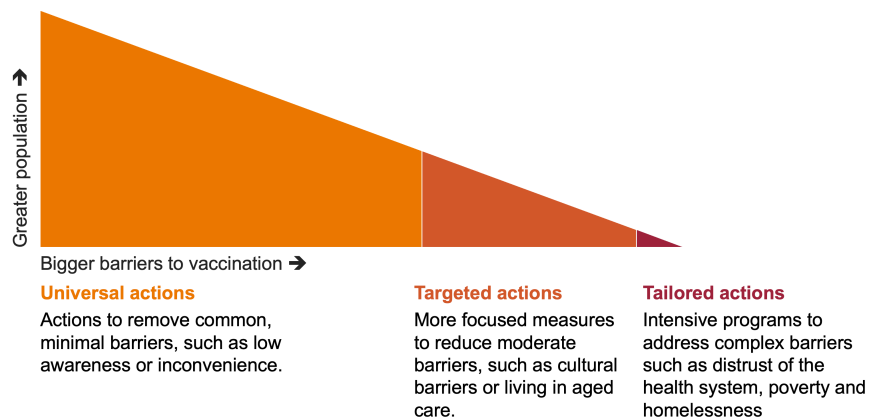 Greater population →
Bigger barriers to vaccination →
Universal actions
Actions to remove common,
minimal barriers, such as low
awareness or inconvenience.
Targeted actions
More focused measures
to reduce moderate
barriers, such as cultural
barriers or living in aged
care.
Tailored actions
Intensive programs to
address complex barriers
such as distrust of the
health system, poverty and
homelessness